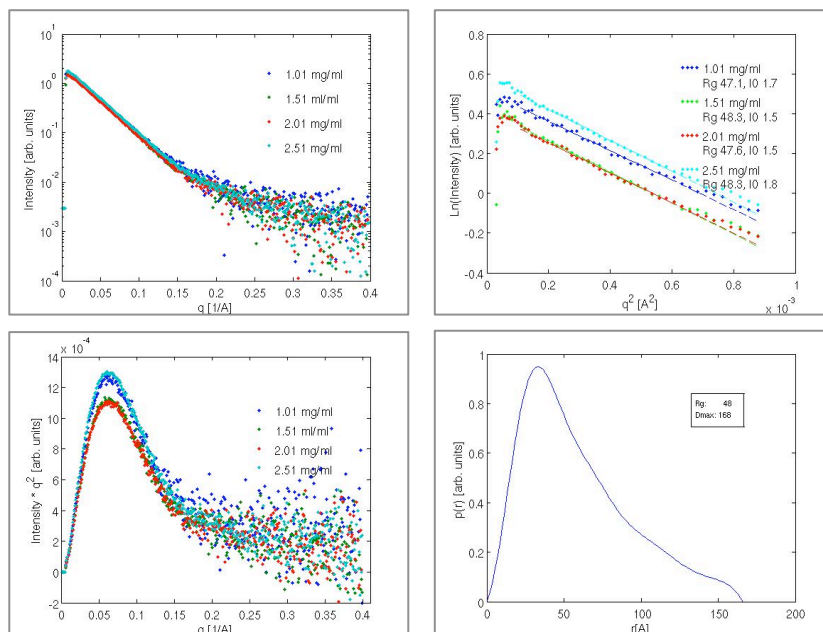 10^1
10^0
10^-1
10^-2
10^-3
10^-4
Intensity [arb. units]
1.01 mg/ml
1.51 ml/ml
2.01 mg/ml
2.51 mg/ml
0 0.05 0.1 0.15 0.2 0.25 0.3 0.35 0.4
q [1/A]
0.8
0.6
0.4
0.2
0.0
-0.2
-0.4
Ln(Intensity) [arb. units]
1.01 mg/ml
Rg 47.1, I0 1.7
1.51 mg/ml
Rg 48.3, I0 1.5
2.01 mg/ml
Rg 47.6, I0 1.5
2.51 mg/ml
Rg 48.3, I0 1.8
0 0.2 0.4 0.6 0.8 1
q^2 [A^2]
x 10^-3
x 10^-4
14
12
10
8
6
4
2
0
-2
Intensity * q^2 [arb. units]
1.01 mg/ml
1.51 ml/ml
2.01 mg/ml
2.51 mg/ml
0 0.05 0.1 0.15 0.2 0.25 0.3 0.35 0.4
q [1/A]
1
0.8
0.6
0.4
0.2
0
p(r) [arb. units]
Rg: 48
Dmax: 166
0 50 100 150 200
r[A]